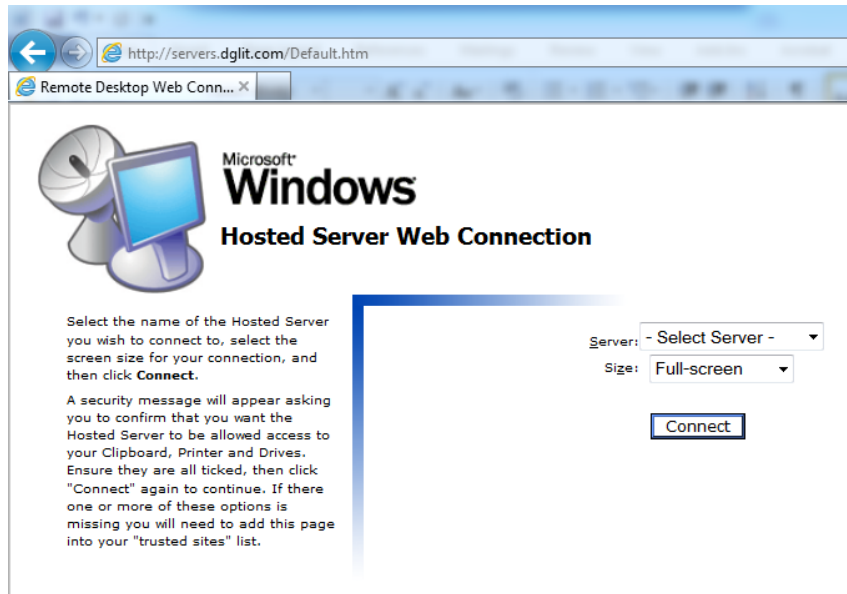 http://servers.dglit.com/Default.htm
Remote Desktop Web Conn...
Microsoft
Windows
Hosted Server Web Connection
Select the name of the Hosted Server
you wish to connect to, select the
screen size for your connection, and
then click Connect.
A security message will appear asking
you to confirm that you want the
Hosted Server to be allowed access to
your Clipboard, Printer and Drives.
Ensure they are all ticked, then click
"Connect" again to continue. If there
one or more of these options is
missing you will need to add this page
into your "trusted sites" list.
Server: - Select Server -
Size: Full-screen
Connect